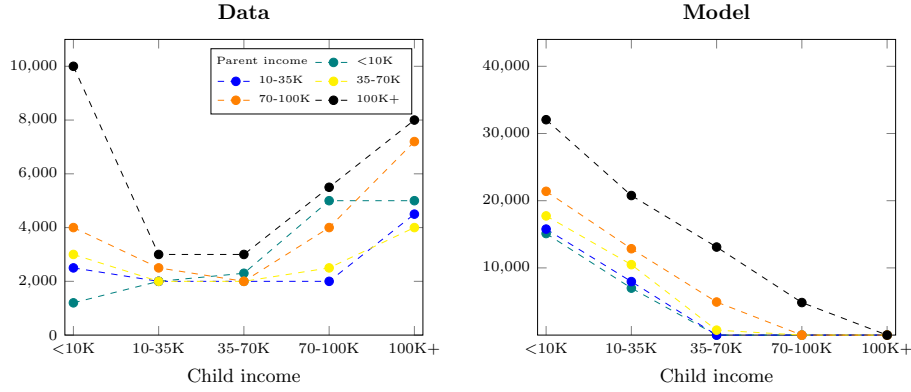 Data
10,000
8,000
6,000
4,000
2,000
0
Parent income
<10K
10-35K
35-70K
70-100K
100K+
<10K
10-35K
35-70K
70-100K
100K+
Child income
Model
40,000
30,000
20,000
10,000
<10K
10-35K
35-70K
70-100K
100K+
Child income